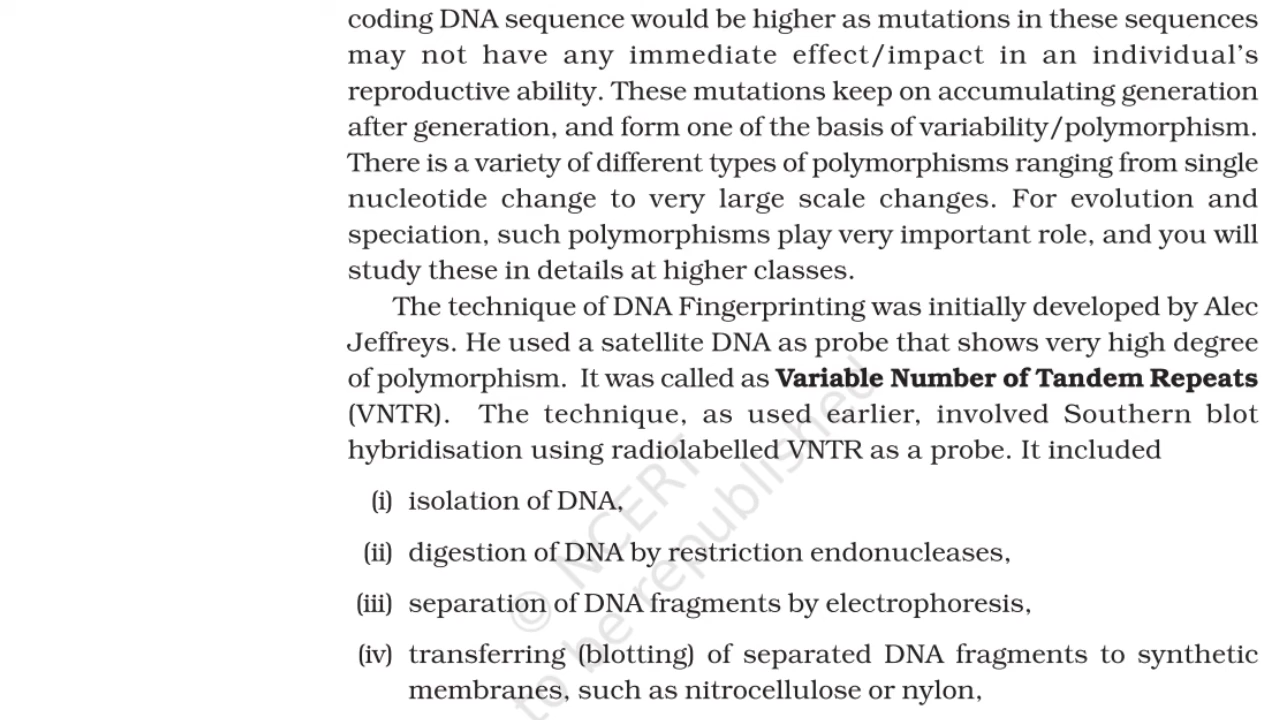 coding DNA sequence would be higher as mutations in these sequences
may not have any immediate effect/impact in an individual's
reproductive ability. These mutations keep on accumulating generation
after generation, and form one of the basis of variability/polymorphism.
There is a variety of different types of polymorphisms ranging from single
nucleotide change to very large scale changes. For evolution and
speciation, such polymorphisms play very important role, and you will
study these in details at higher classes.
The technique of DNA Fingerprinting was initially developed by Alec
Jeffreys. He used a satellite DNA as probe that shows very high degree
of polymorphism. It was called as Variable Number of Tandem Repeats
(VNTR). The technique, as used earlier, involved Southern blot
hybridisation using radiolabelled VNTR as a probe. It included
(i) isolation of DNA,
(ii) digestion of DNA by restriction endonucleases,
(iii) separation of DNA fragments by electrophoresis,
(iv) transferring (blotting) of separated DNA fragments to synthetic
membranes, such as nitrocellulose or nylon,
© NCERT
to be republished